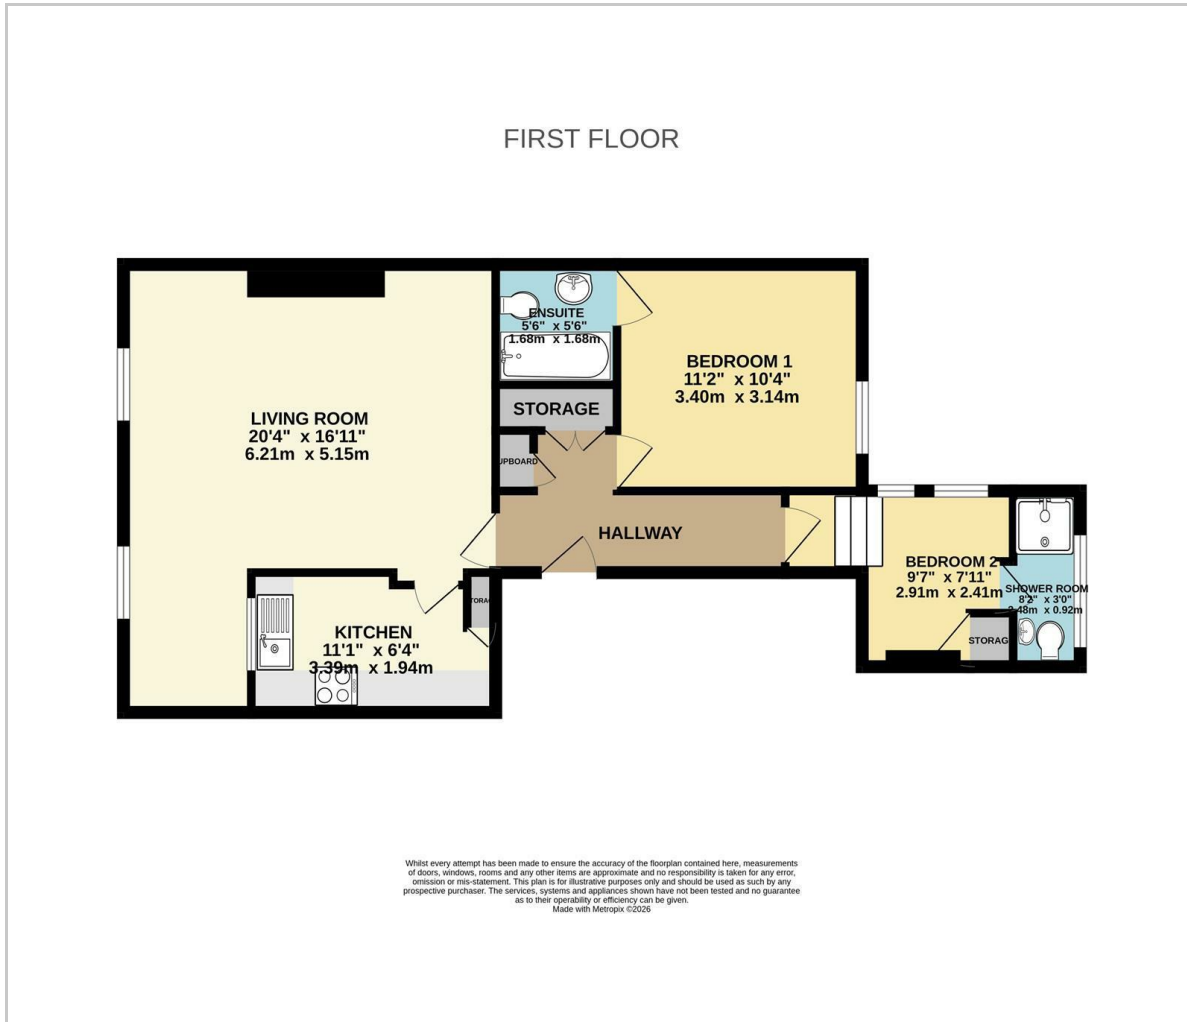 FIRST FLOOR
ENSUITE
5'6" x 5'6"
1.68m x 1.68m
BEDROOM 1
11'2" x 10'4"
3.40m x 3.14m
LIVING ROOM
20'4" x 16'11"
6.21m x 5.15m
STORAGE
UPBOARD
HALLWAY
BEDROOM 2
9'7" x 7'11"
2.91m x 2.41m
SHOWER ROOM
8'2" x 3'0"
2.48m x 0.92m
STORAG
TORAG
KITCHEN
11'1" x 6'4"
3.39m x 1.94m
Whilst every attempt has been made to ensure the accuracy of the floorplan contained here, measurements
of doors, windows, rooms and any other items are approximate and no responsibility is taken for any error,
omission or mis-statement. This plan is for illustrative purposes only and should be used as such by any
prospective purchaser. The services, systems and appliances shown have not been tested and no guarantee
as to their operability or efficiency can be given.
Made with Metropix ©2026